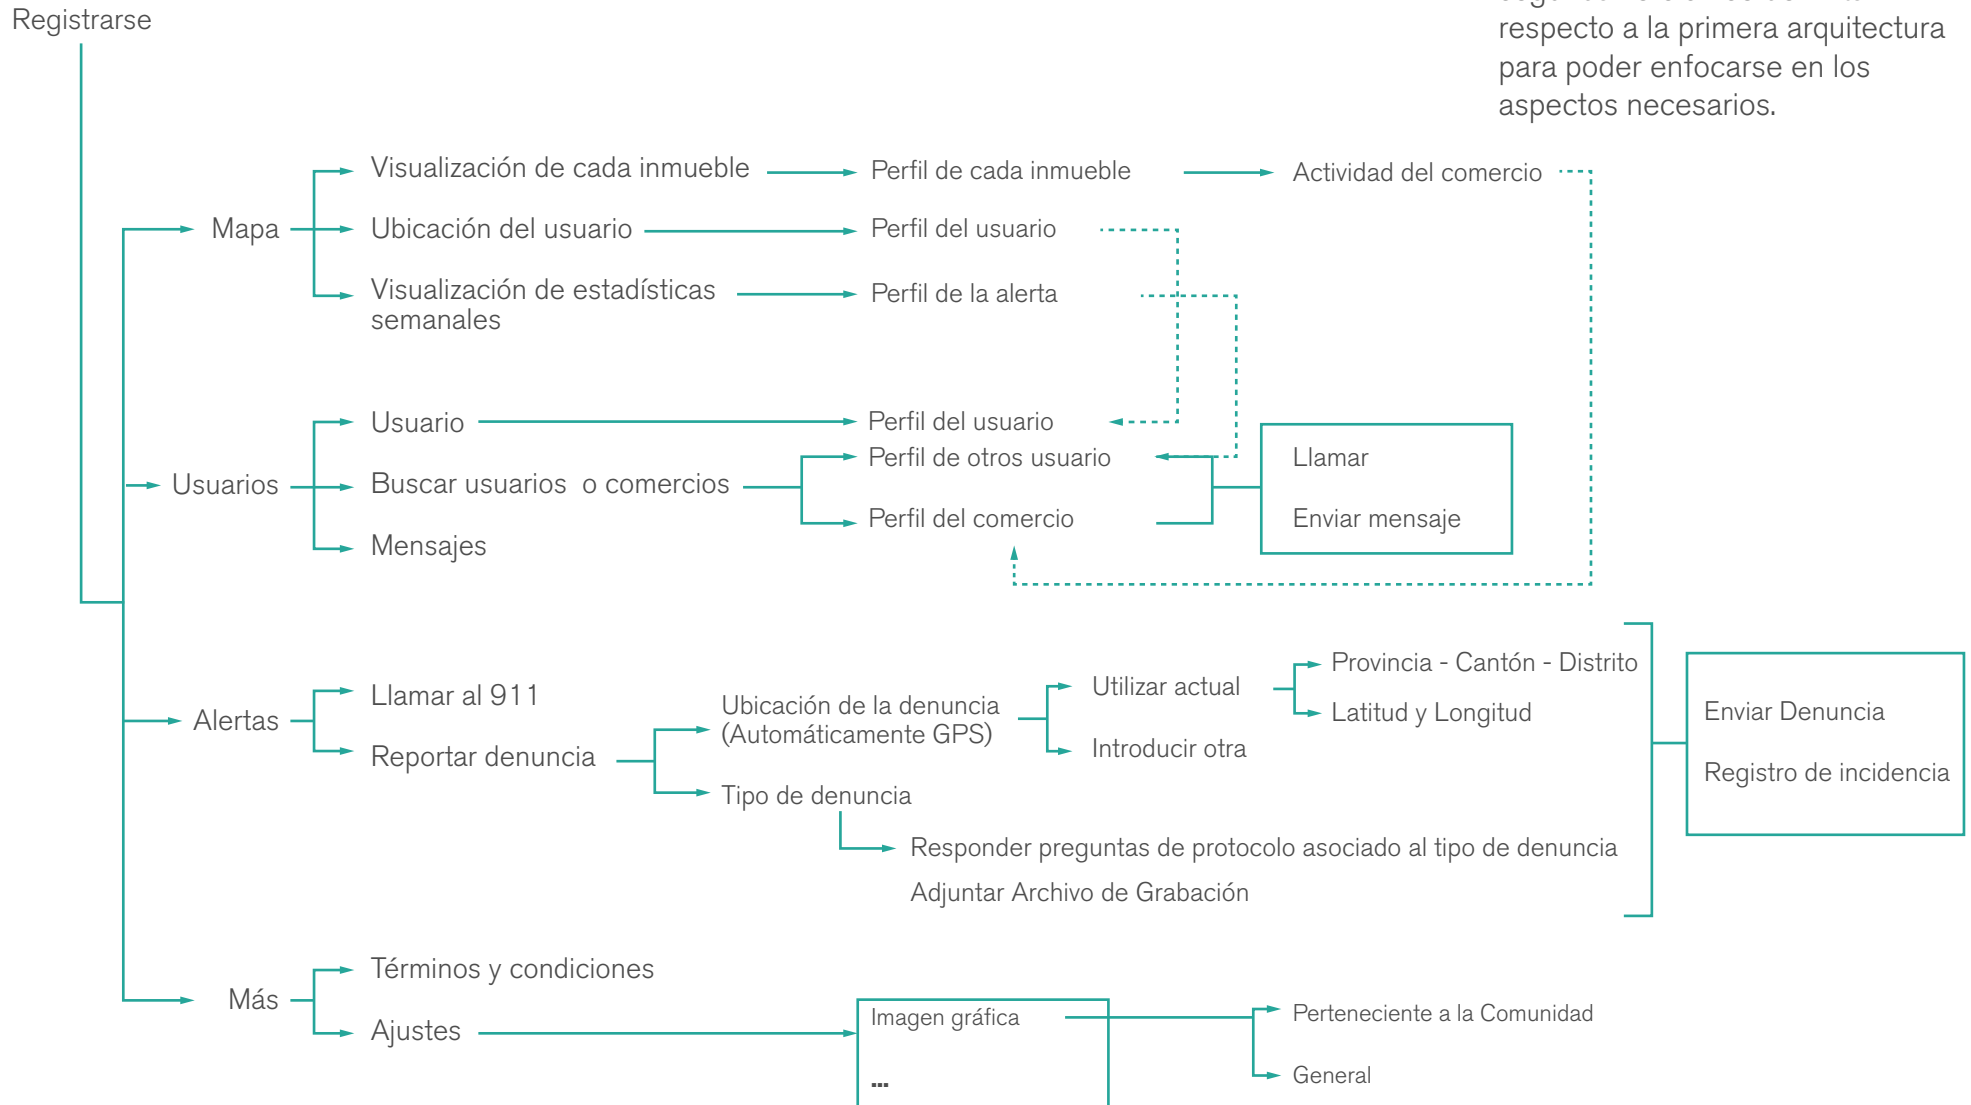 Registrarse
respecto a la primera arquitectura
para poder enfocarse en los
aspectos necesarios.
Mapa
Visualización de cada inmueble
Perfil de cada inmueble
Actividad del comercio
Ubicación del usuario
Perfil del usuario
Visualización de estadísticas
semanales
Perfil de la alerta
Usuarios
Usuario
Perfil del usuario
Buscar usuarios o comercios
Perfil de otros usuario
Perfil del comercio
Mensajes
Llamar
Enviar mensaje
Alertas
Llamar al 911
Reportar denuncia
Ubicación de la denuncia
(Automáticamente GPS)
Utilizar actual
Provincia - Cantón - Distrito
Latitud y Longitud
Introducir otra
Tipo de denuncia
Responder preguntas de protocolo asociado al tipo de denuncia
Adjuntar Archivo de Grabación
Enviar Denuncia
Registro de incidencia
Más
Términos y condiciones
Ajustes
Imagen gráfica
...
Perteneciente a la Comunidad
General